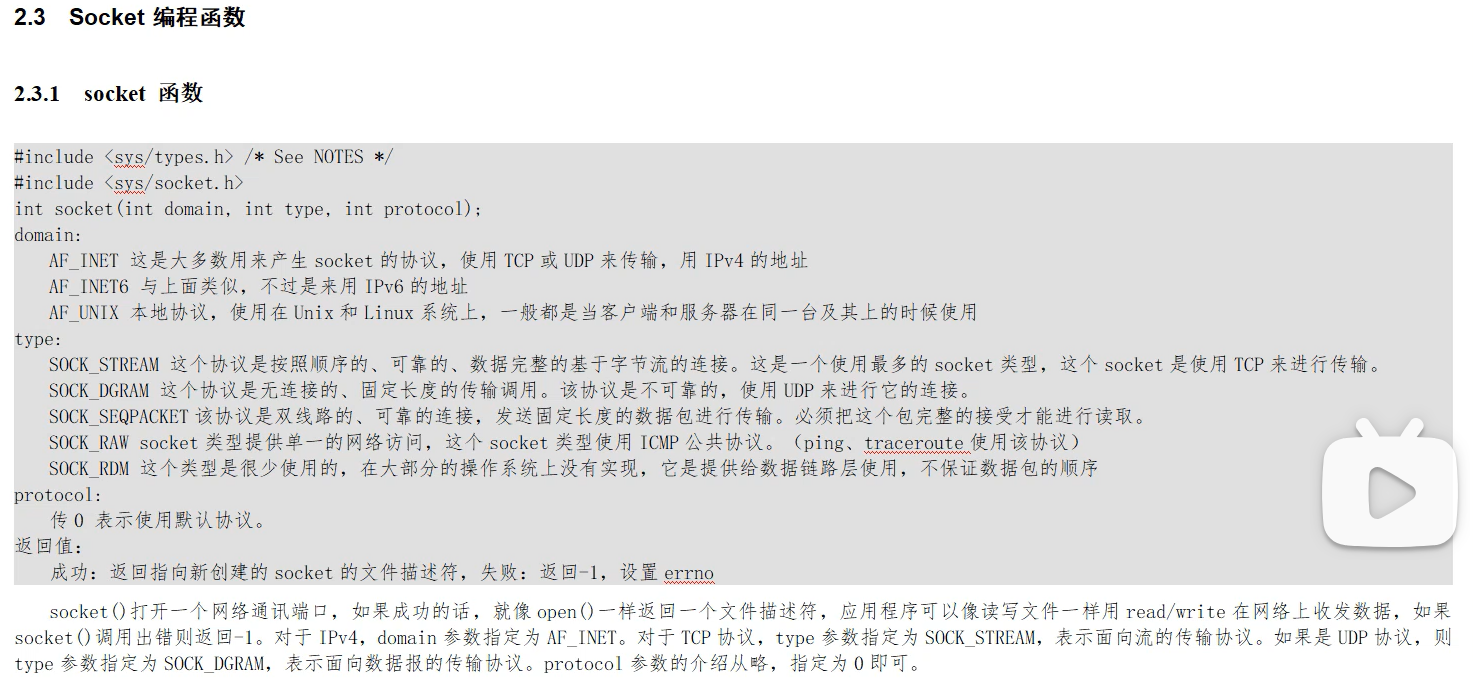 2.3 Socket 编程函数
2.3.1 socket 函数
#include <sys/types.h> /* See NOTES */
#include <sys/socket.h>
int socket(int domain, int type, int protocol);
domain:
AF_INET 这是大多数用来产生 socket 的协议，使用 TCP 或 UDP 来传输，用 IPv4 的地址
AF_INET6 与上面类似，不过是来用 IPv6 的地址
AF_UNIX 本地协议，使用在 Unix 和 Linux 系统上，一般都是当客户端和服务器在同一台及其上的时候使用
type:
SOCK_STREAM 这个协议是按照顺序的、可靠的、数据完整的基于字节流的连接。这是一个使用最多的 socket 类型，这个 socket 是使用 TCP 来进行传输。
SOCK_DGRAM 这个协议是无连接的、固定长度的传输调用。该协议是不可靠的，使用 UDP 来进行它的连接。
SOCK_SEQPACKET 该协议是双线路的、可靠的连接，发送固定长度的数据包进行传输。必须把这个包完整的接受才能进行读取。
SOCK_RAW socket 类型提供单一的网络访问，这个 socket 类型使用 ICMP 公共协议。（ping、traceroute 使用该协议）
SOCK_RDM 这个类型是很少使用的，在大部分的操作系统上没有实现，它是提供给数据链路层使用，不保证数据包的顺序
protocol:
传 0 表示使用默认协议。
返回值：
成功：返回指向新创建的 socket 的文件描述符，失败：返回-1，设置 errno
socket()打开一个网络通讯端口，如果成功的话，就像 open()一样返回一个文件描述符，应用程序可以像读写文件一样用 read/write 在网络上收发数据，如果
socket()调用出错则返回-1。对于 IPv4，domain 参数指定为 AF_INET。对于 TCP 协议，type 参数指定为 SOCK_STREAM，表示面向流的传输协议。如果是 UDP 协议，则
type 参数指定为 SOCK_DGRAM，表示面向数据报的传输协议。protocol 参数的介绍从略，指定为 0 即可。